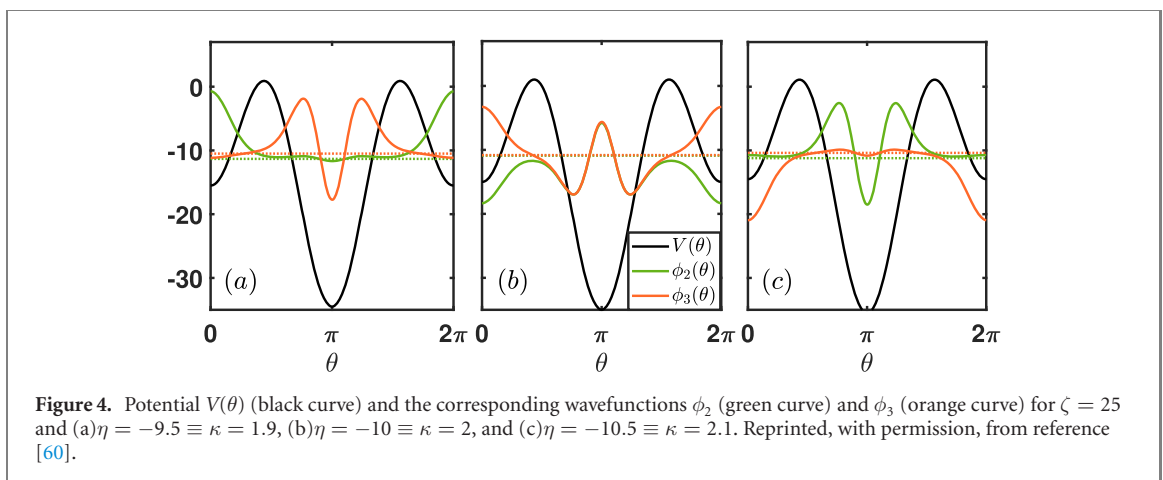 0
-10
-20
-30
(a)
(b)
(c)
V(θ)
ϕ₂(θ)
ϕ₃(θ)
0 π 2π
0 π 2π
0 π 2π
θ
θ
θ
Figure 4. Potential V(θ) (black curve) and the corresponding wavefunctions ϕ₂ (green curve) and ϕ₃ (orange curve) for ζ = 25
and (a)η = −9.5 ≡ κ = 1.9, (b)η = −10 ≡ κ = 2, and (c)η = −10.5 ≡ κ = 2.1. Reprinted, with permission, from reference
[60].